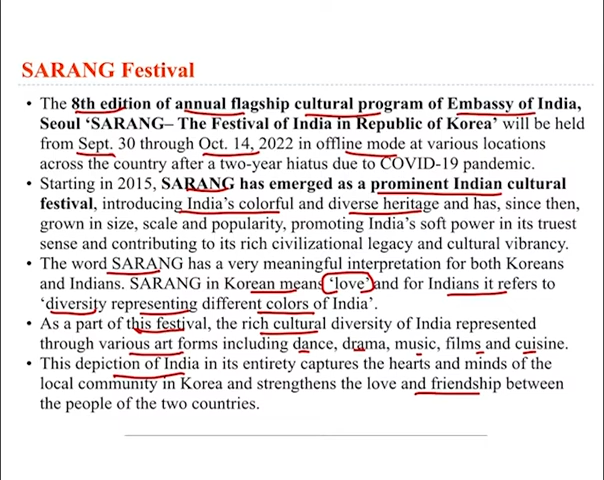 SARANG Festival
• The 8th edition of annual flagship cultural program of Embassy of India,
Seoul ‘SARANG– The Festival of India in Republic of Korea’ will be held
from Sept. 30 through Oct. 14, 2022 in offline mode at various locations
across the country after a two-year hiatus due to COVID-19 pandemic.
• Starting in 2015, SARANG has emerged as a prominent Indian cultural
festival, introducing India’s colorful and diverse heritage and has, since then,
grown in size, scale and popularity, promoting India’s soft power in its truest
sense and contributing to its rich civilizational legacy and cultural vibrancy.
• The word SARANG has a very meaningful interpretation for both Koreans
and Indians. SARANG in Korean means ‘love’ and for Indians it refers to
‘diversity representing different colors of India’.
• As a part of this festival, the rich cultural diversity of India represented
through various art forms including dance, drama, music, films and cuisine.
• This depiction of India in its entirety captures the hearts and minds of the
local community in Korea and strengthens the love and friendship between
the people of the two countries.